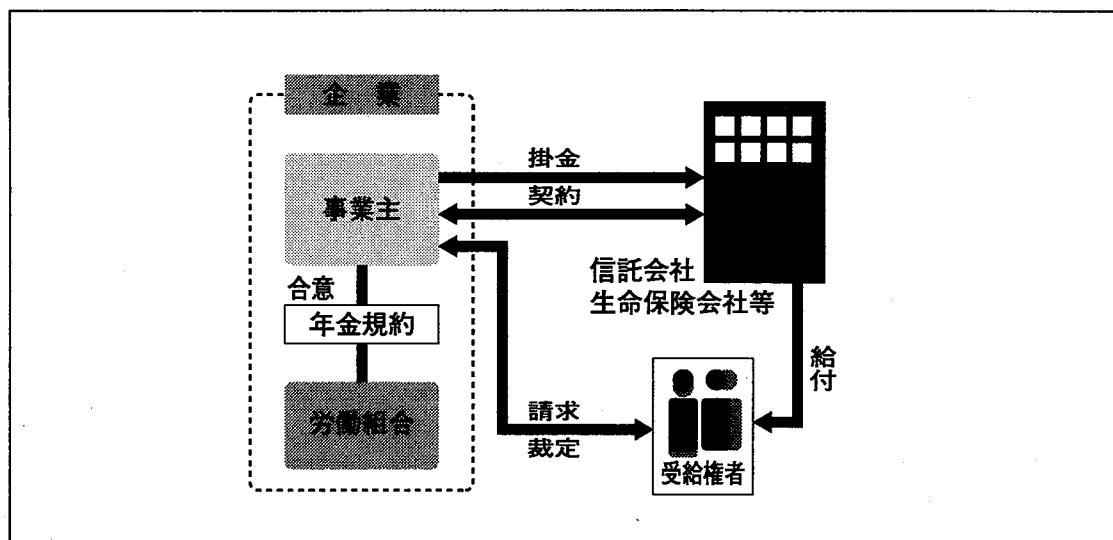 企業
事業主
合意
年金規約
労働組合
掛金
契約
信託会社
生命保険会社等
給付
請求
裁定
受給権者